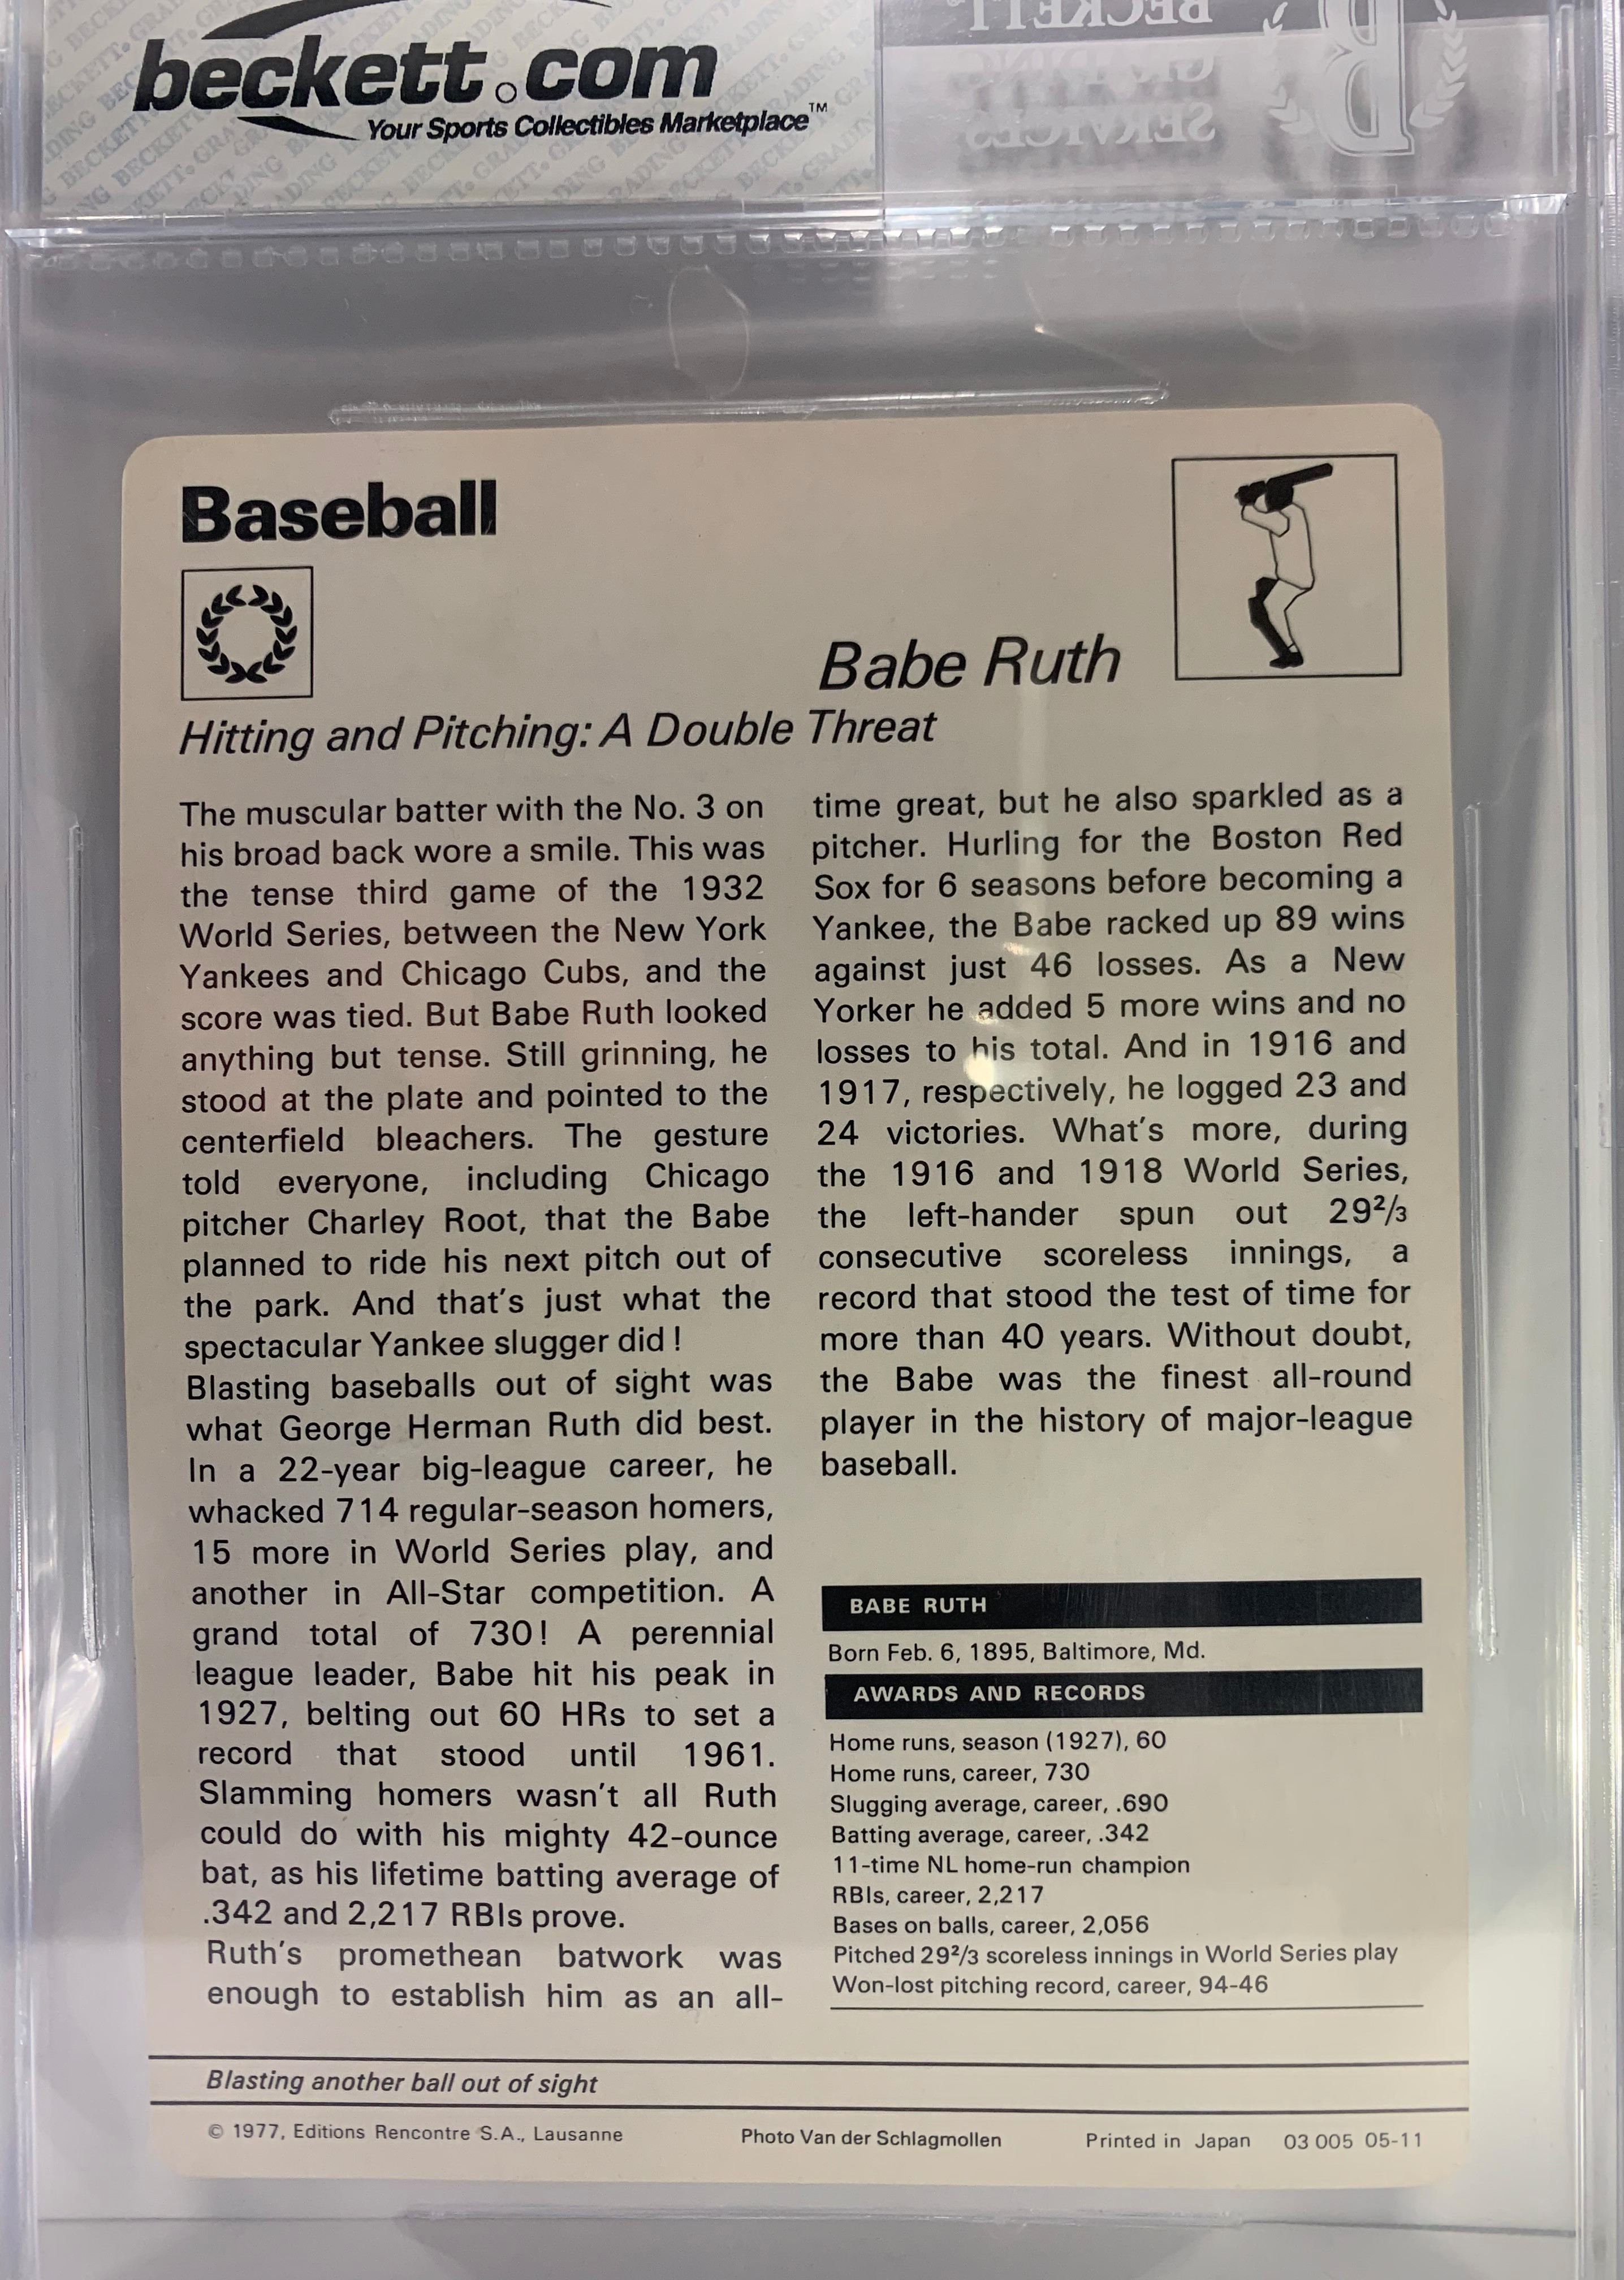 beckett.com
Your Sports Collectibles Marketplace™
BECKETT
GRADING
SERVICES
Baseball
Babe Ruth
Hitting and Pitching: A Double Threat
The muscular batter with the No. 3 on
his broad back wore a smile. This was
the tense third game of the 1932
World Series, between the New York
Yankees and Chicago Cubs, and the
score was tied. But Babe Ruth looked
anything but tense. Still grinning, he
stood at the plate and pointed to the
centerfield bleachers. The gesture
told everyone, including Chicago
pitcher Charley Root, that the Babe
planned to ride his next pitch out of
the park. And that's just what the
spectacular Yankee slugger did !
Blasting baseballs out of sight was
what George Herman Ruth did best.
In a 22-year big-league career, he
whacked 714 regular-season homers,
15 more in World Series play, and
another in All-Star competition. A
grand total of 730! A perennial
league leader, Babe hit his peak in
1927, belting out 60 HRs to set a
record that stood until 1961.
Slamming homers wasn't all Ruth
could do with his mighty 42-ounce
bat, as his lifetime batting average of
.342 and 2,217 RBIs prove.
Ruth's promethean batwork was
enough to establish him as an all-
time great, but he also sparkled as a
pitcher. Hurling for the Boston Red
Sox for 6 seasons before becoming a
Yankee, the Babe racked up 89 wins
against just 46 losses. As a New
Yorker he added 5 more wins and no
losses to his total. And in 1916 and
1917, respectively, he logged 23 and
24 victories. What's more, during
the 1916 and 1918 World Series,
the left-hander spun out 29⅔
consecutive scoreless innings, a
record that stood the test of time for
more than 40 years. Without doubt,
the Babe was the finest all-round
player in the history of major-league
baseball.
BABE RUTH
Born Feb. 6, 1895, Baltimore, Md.
AWARDS AND RECORDS
Home runs, season (1927), 60
Home runs, career, 730
Slugging average, career, .690
Batting average, career, .342
11-time NL home-run champion
RBIs, career, 2,217
Bases on balls, career, 2,056
Pitched 29⅔ scoreless innings in World Series play
Won-lost pitching record, career, 94-46
Blasting another ball out of sight
© 1977, Editions Rencontre S.A., Lausanne
Photo Van der Schlagmollen
Printed in Japan 03 005 05-11